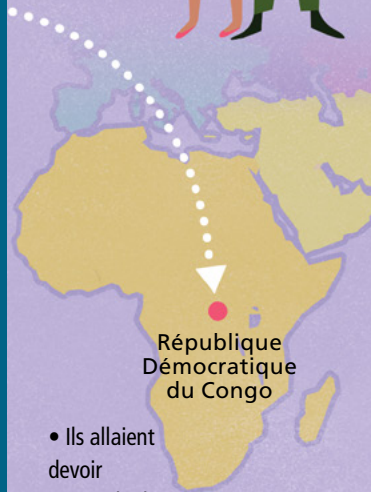 République
Démocratique
du Congo
• Ils allaient
devoir